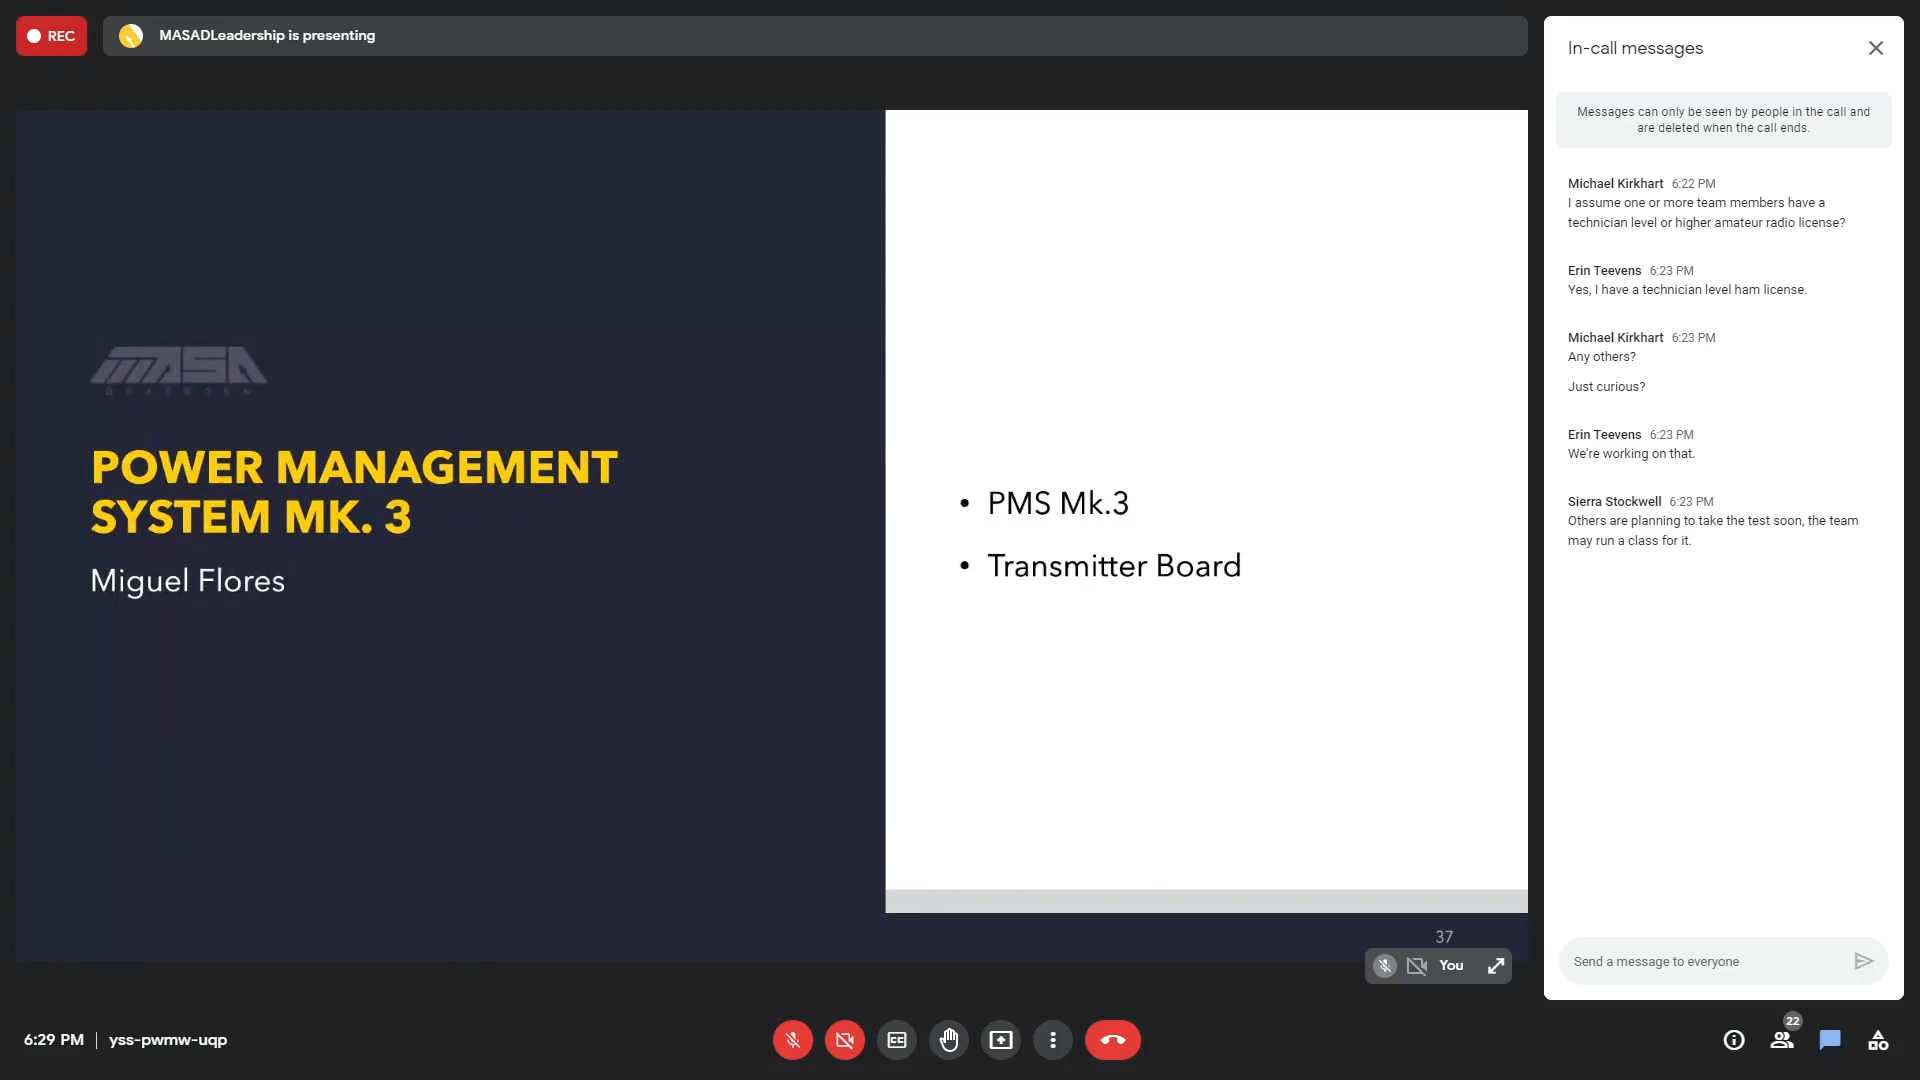 REC
MASADLeadership is presenting
MASA
DEARBORN
POWER MANAGEMENT
SYSTEM MK. 3
Miguel Flores
• PMS Mk.3
• Transmitter Board
37
You
In-call messages
Messages can only be seen by people in the call and
are deleted when the call ends.
Michael Kirkhart 6:22 PM
I assume one or more team members have a
technician level or higher amateur radio license?
Erin Teevens 6:23 PM
Yes, I have a technician level ham license.
Michael Kirkhart 6:23 PM
Any others?
Just curious?
Erin Teevens 6:23 PM
We're working on that.
Sierra Stockwell 6:23 PM
Others are planning to take the test soon, the team
may run a class for it.
Send a message to everyone
6:29 PM | yss-pwmw-uqp
22